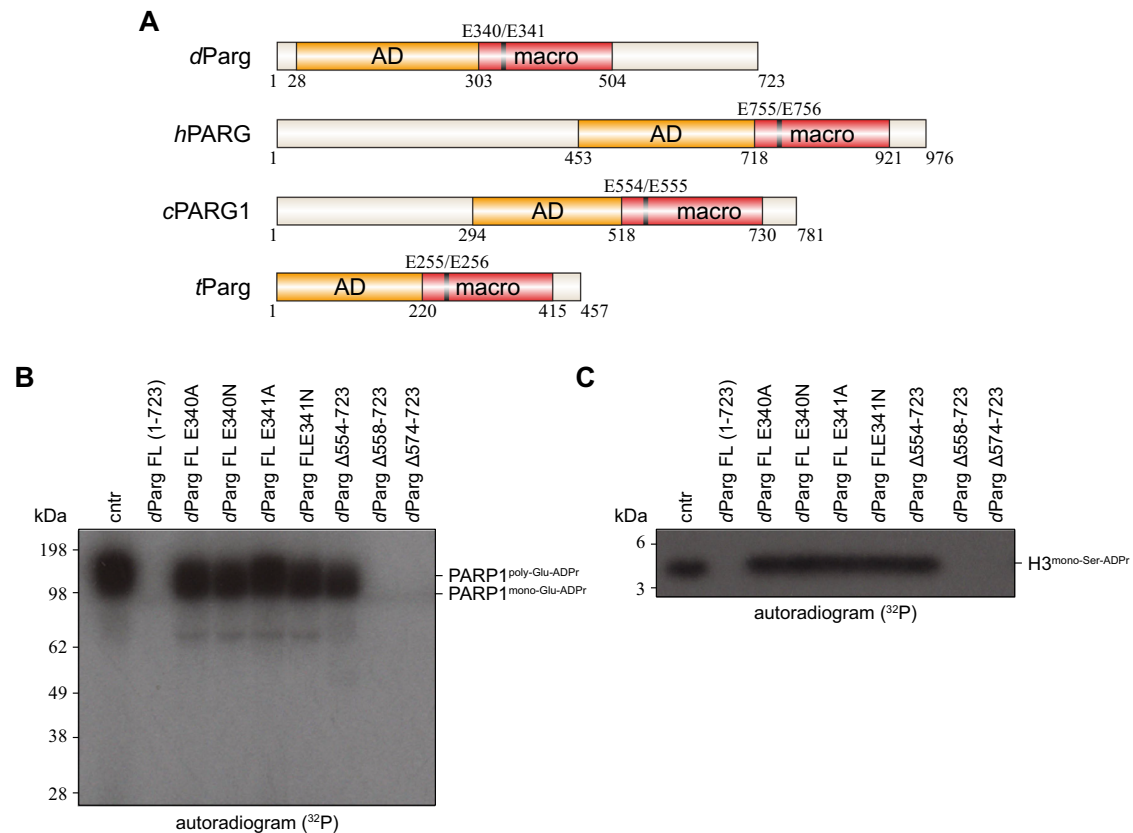 A
E340/E341
dParg AD macro
1 28 303 504 723
E755/E756
hPARG AD macro
1 453 718 921 976
E554/E555
cPARG1 AD macro
1 294 518 730 781
E255/E256
tParg AD macro
1 220 415 457
B
cntr
dParg FL (1-723)
dParg FL E340A
dParg FL E340N
dParg FL E341A
dParg FLE341N
dParg Δ554-723
dParg Δ558-723
dParg Δ574-723
kDa
198
98
62
49
38
28
PARP1poly-Glu-ADPr
PARP1mono-Glu-ADPr
autoradiogram (32P)
C
cntr
dParg FL (1-723)
dParg FL E340A
dParg FL E340N
dParg FL E341A
dParg FLE341N
dParg Δ554-723
dParg Δ558-723
dParg Δ574-723
kDa
6
3
H3mono-Ser-ADPr
autoradiogram (32P)